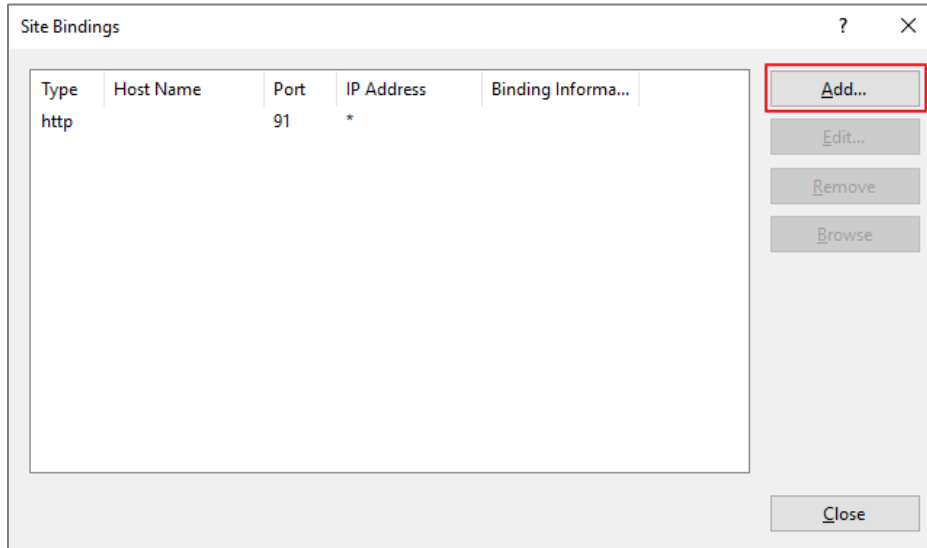 Site Bindings ? ×
Type Host Name Port IP Address Binding Informa...
http 91 *
Add...
Edit...
Remove
Browse
Close